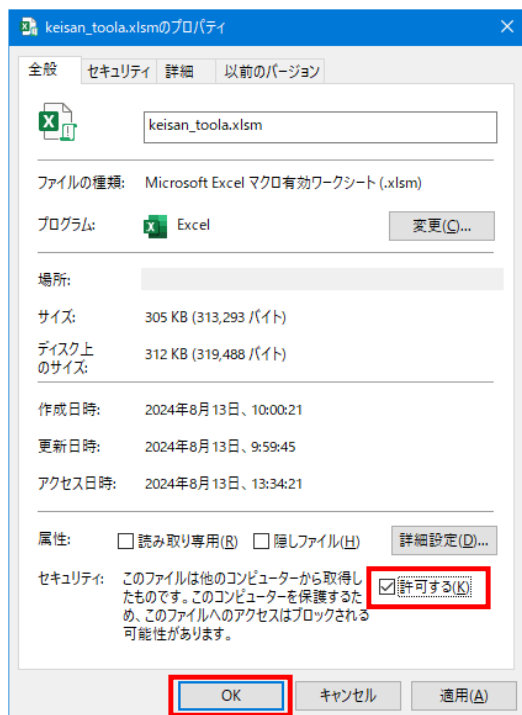 keisan_toola.xlsmのプロパティ
全般 セキュリティ 詳細 以前のバージョン
keisan_toola.xlsm
ファイルの種類: Microsoft Excel マクロ有効ワークシート (.xlsm)
プログラム: Excel 変更(C)...
場所:
サイズ: 305 KB (313,293 バイト)
ディスク上
のサイズ: 312 KB (319,488 バイト)
作成日時: 2024年8月13日、10:00:21
更新日時: 2024年8月13日、9:59:45
アクセス日時: 2024年8月13日、13:34:21
属性: 読み取り専用(R) 隠しファイル(H) 詳細設定(D)...
セキュリティ: このファイルは他のコンピューターから取得し
たものです。このコンピューターを保護するた
め、このファイルへのアクセスはブロックされる
可能性があります。
許可する(K)
OK キャンセル 適用(A)